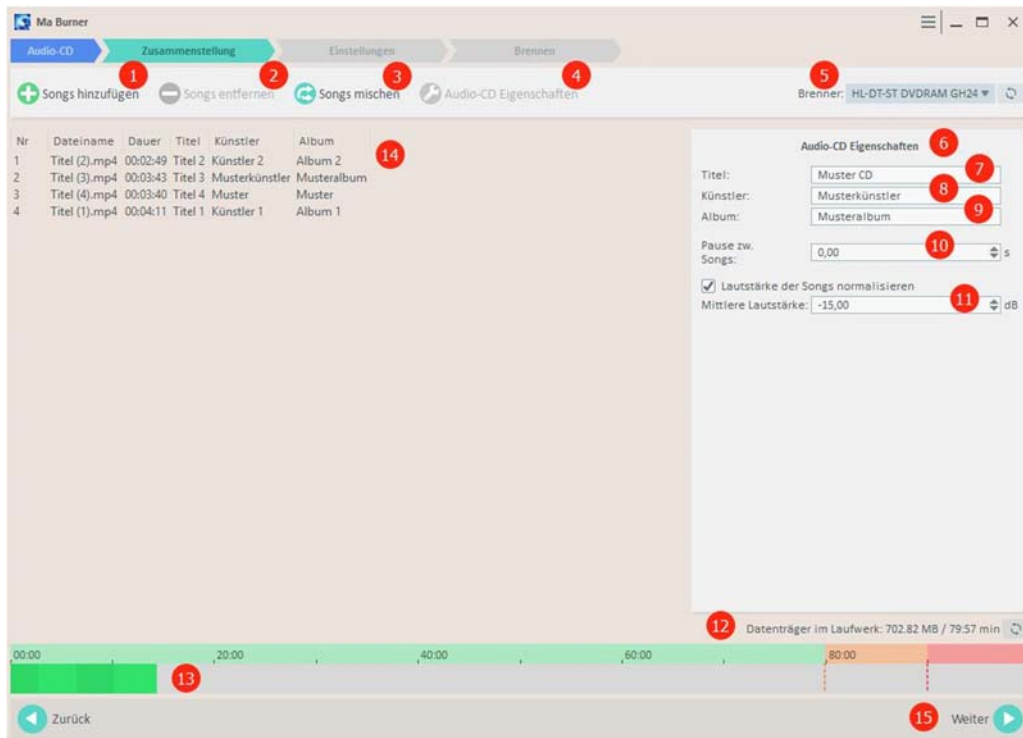 Ma Burner
Audio-CD Zusammenstellung Einstellungen Brennen
1 2 3 4 5
Songs hinzufügen Songs entfernen Songs mischen Audio-CD Eigenschaften Brenner: HL-DT-ST DVDRAM GH24
Nr Dateiname Dauer Titel Künstler Album
14
1 Titel (2).mp4 00:02:49 Titel 2 Künstler 2 Album 2
2 Titel (3).mp4 00:03:43 Titel 3 Musterkünstler Musteralbum
3 Titel (4).mp4 00:03:40 Titel 4 Muster Muster
4 Titel (1).mp4 00:04:11 Titel 1 Künstler 1 Album 1
Audio-CD Eigenschaften 6
Titel: Muster CD 7
Künstler: Musterkünstler 8
Album: Musteralbum 9
Pause zw.
Songs: 0,00 10 s
Lautstärke der Songs normalisieren
Mittlere Lautstärke: -15,00 11 dB
12 Datenträger im Laufwerk: 702.82 MB / 79:57 min
00:00 20:00 40:00 60:00 80:00
13
Zurück 15 Weiter